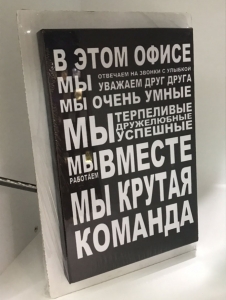 В ЭТОМ ОФИСЕ
МЫ ОТВЕЧАЕМ НА ЗВОНКИ С УЛЫБКОЙ
УВАЖАЕМ ДРУГ ДРУГА
МЫ ОЧЕНЬ УМНЫЕ
МЫ ТЕРПЕЛИВЫЕ
ДРУЖЕЛЮБНЫЕ
УСПЕШНЫЕ
МЫ РАБОТАЕМ ВМЕСТЕ
МЫ КРУТАЯ
КОМАНДА